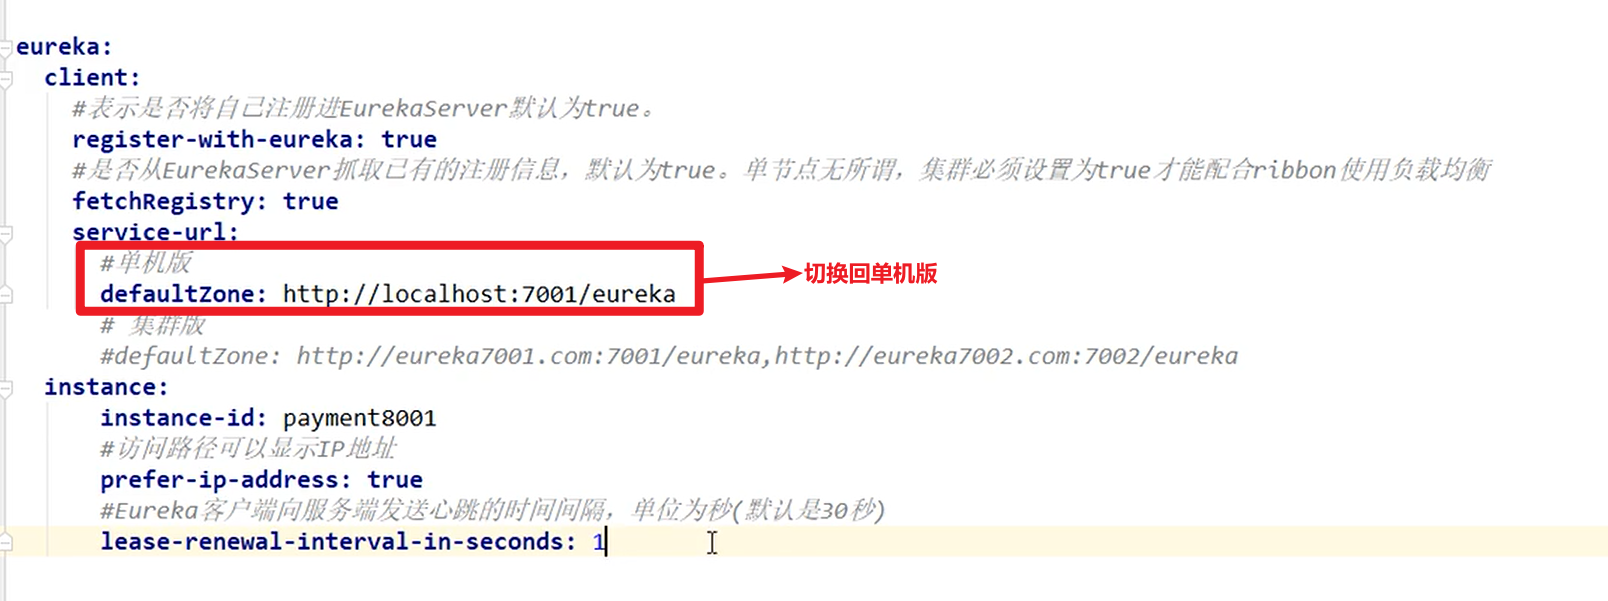 eureka:
client:
#表示是否将自己注册进EurekaServer默认为true。
register-with-eureka: true
#是否从EurekaServer抓取已有的注册信息，默认为true。单节点无所谓，集群必须设置为true才能配合ribbon使用负载均衡
fetchRegistry: true
service-url:
#单机版
defaultZone: http://localhost:7001/eureka
切换回单机版
# 集群版
#defaultZone: http://eureka7001.com:7001/eureka,http://eureka7002.com:7002/eureka
instance:
instance-id: payment8001
#访问路径可以显示IP地址
prefer-ip-address: true
#Eureka客户端向服务端发送心跳的时间间隔，单位为秒(默认是30秒)
lease-renewal-interval-in-seconds: 1